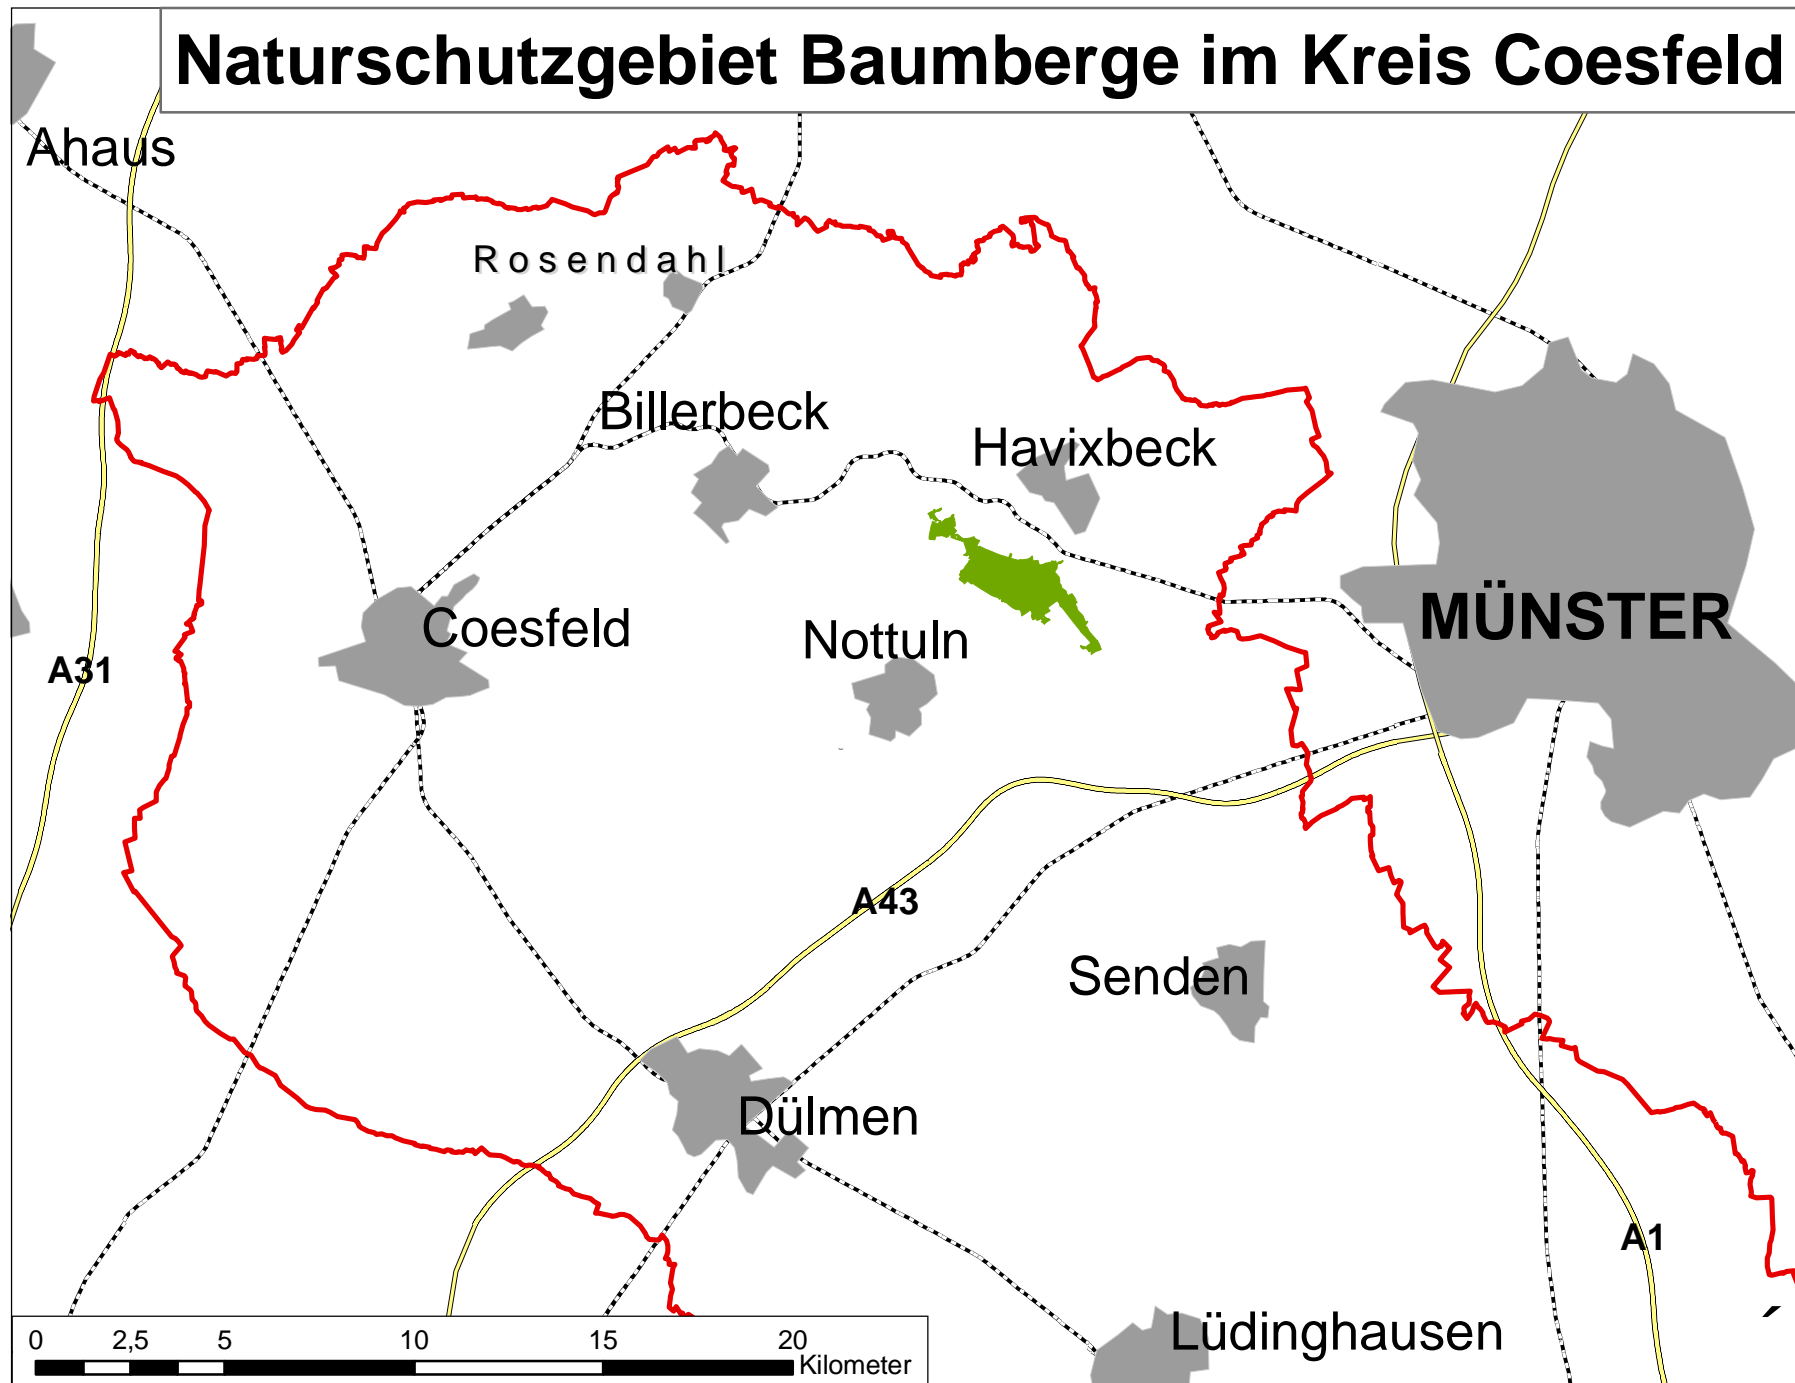 Naturschutzgebiet Baumberge im Kreis Coesfeld
Ahaus
Rosendahl
Billerbeck
Havixbeck
Coesfeld
Nottuln
MÜNSTER
A31
A43
Senden
Dülmen
A1
Lüdinghausen
0 2,5 5 10 15 20
Kilometer